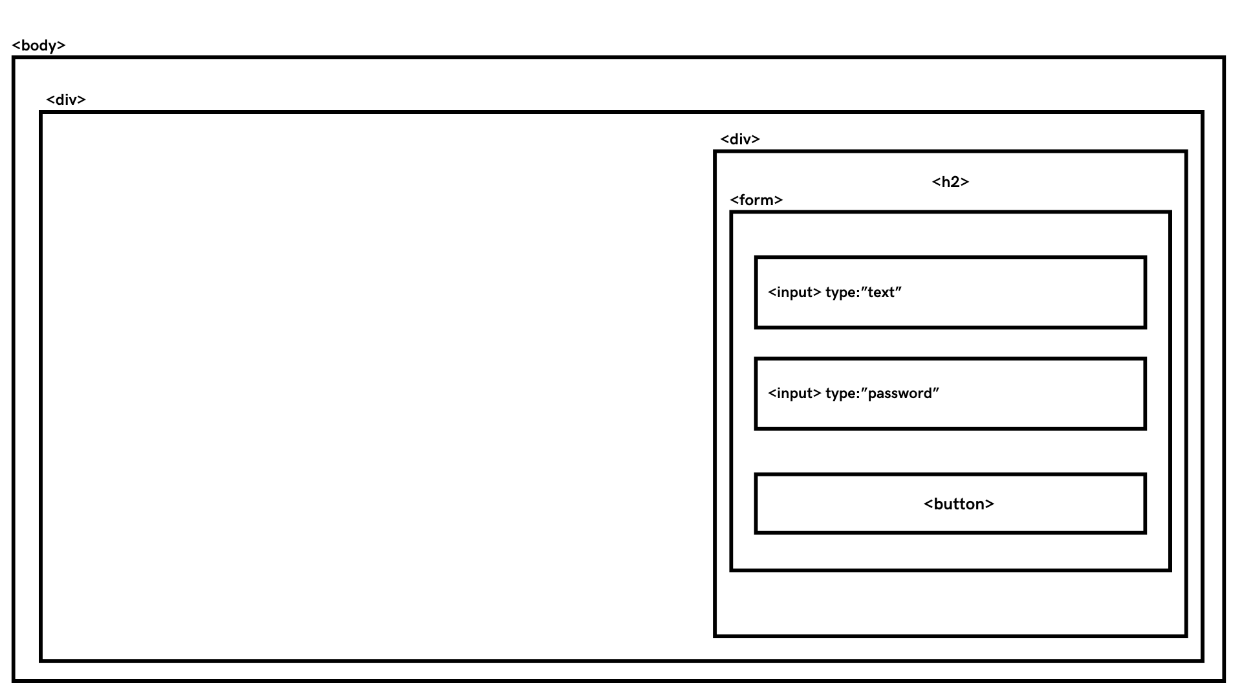 <body>
<div>
<div>
<h2>
<form>
<input> type:”text”
<input> type:”password”
<button>